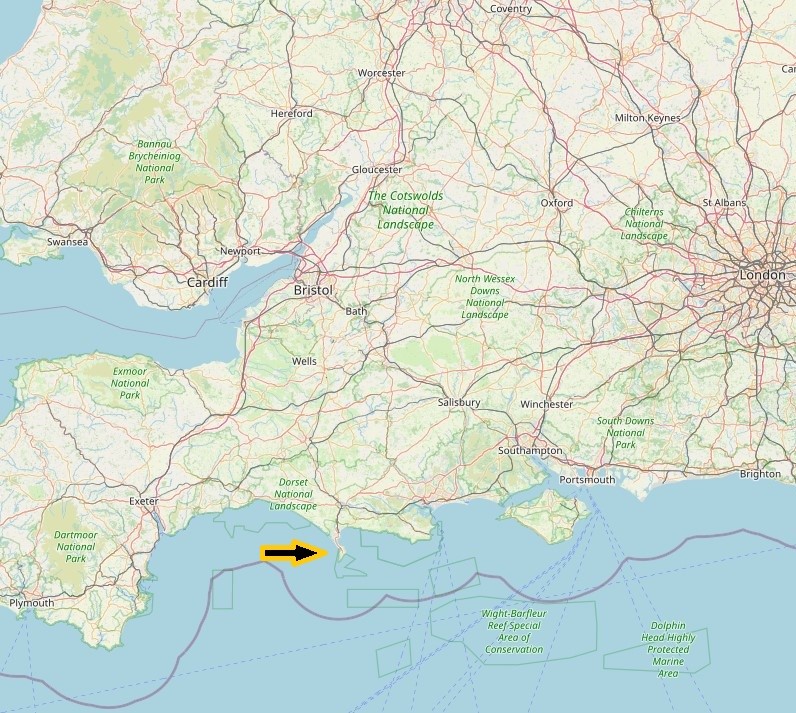 Coventry
Worcester
Hereford
Milton Keynes
Bannau
Brycheiniog
National
Park
Gloucester
The Cotswolds
National
Landscape
Oxford
St Albans
Chilterns
National
Landscape
Swansea
Newport
Cardiff
Bristol
London
North Wessex
Downs
National
Landscape
Bath
Wells
Exmoor
National
Park
Salisbury
Winchester
South Downs
National
Park
Southampton
Portsmouth
Brighton
Dorset
National
Landscape
Exeter
Dartmoor
National
Park
Plymouth
Wight-Barfleur
Reef Special
Area of
Conservation
Dolphin
Head Highly
Protected
Marine
Area